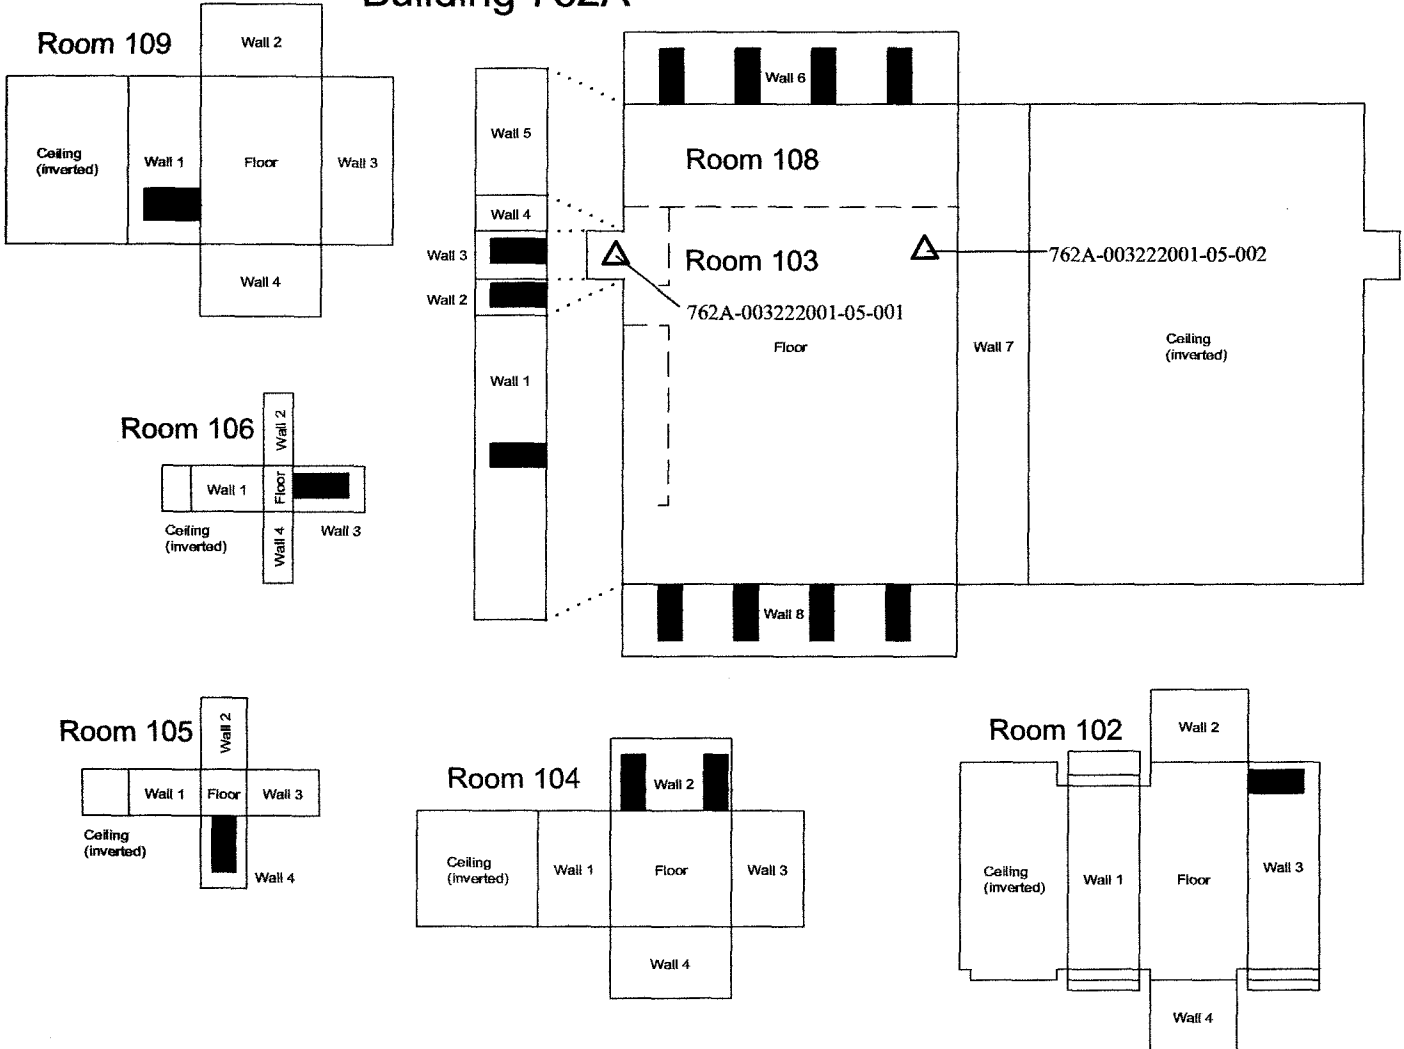 Building 762A
Room 109
Wall 2
Ceiling
(inverted)
Wall 1
Floor
Wall 3
Wall 4
Wall 5
Wall 4
Wall 3
Wall 2
Wall 1
Wall 6
Room 108
Room 103
762A-003222001-05-002
762A-003222001-05-001
Floor
Wall 7
Ceiling
(inverted)
Wall 8
Room 106
Wall 2
Wall 1
Floor
Wall 4
Ceiling
(inverted)
Wall 3
Room 105
Wall 2
Wall 1
Floor
Wall 3
Ceiling
(inverted)
Wall 4
Room 104
Wall 2
Ceiling
(inverted)
Wall 1
Floor
Wall 3
Wall 4
Room 102
Wall 2
Ceiling
(inverted)
Wall 1
Floor
Wall 3
Wall 4